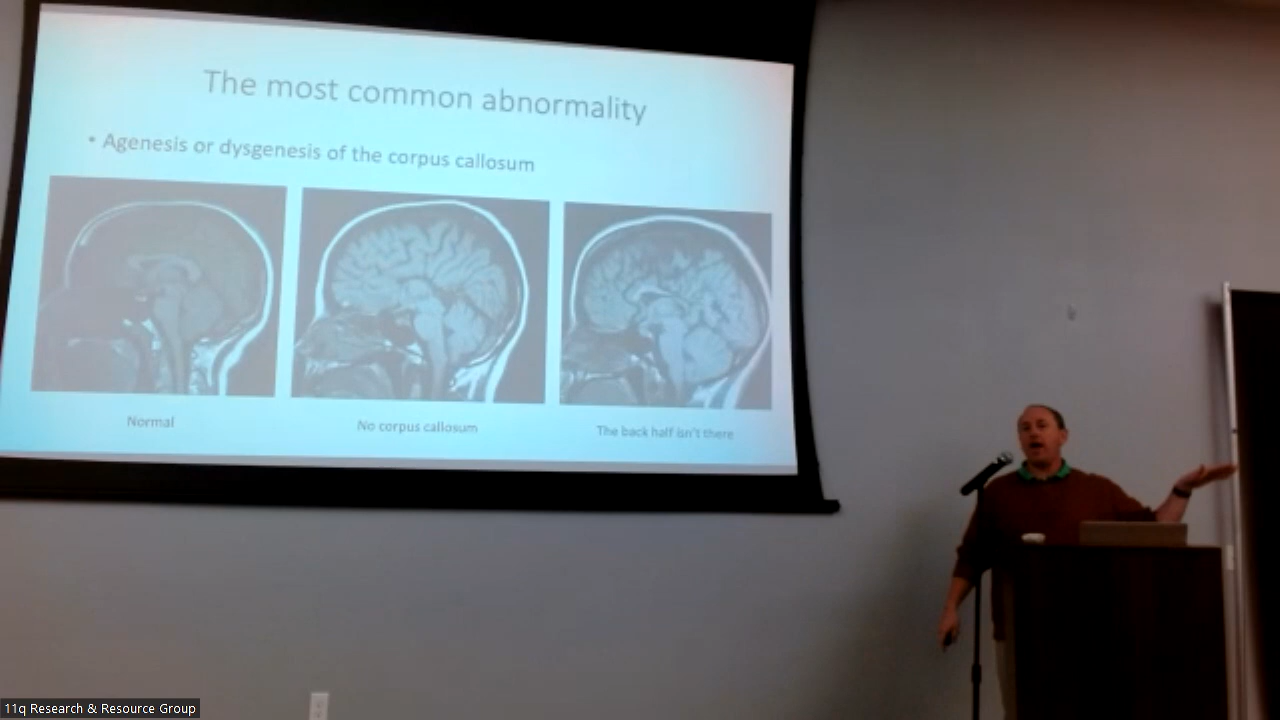 The most common abnormality
• Agenesis or dysgenesis of the corpus callosum
Normal
No corpus callosum
The back half isn't there
11q Research & Resource Group